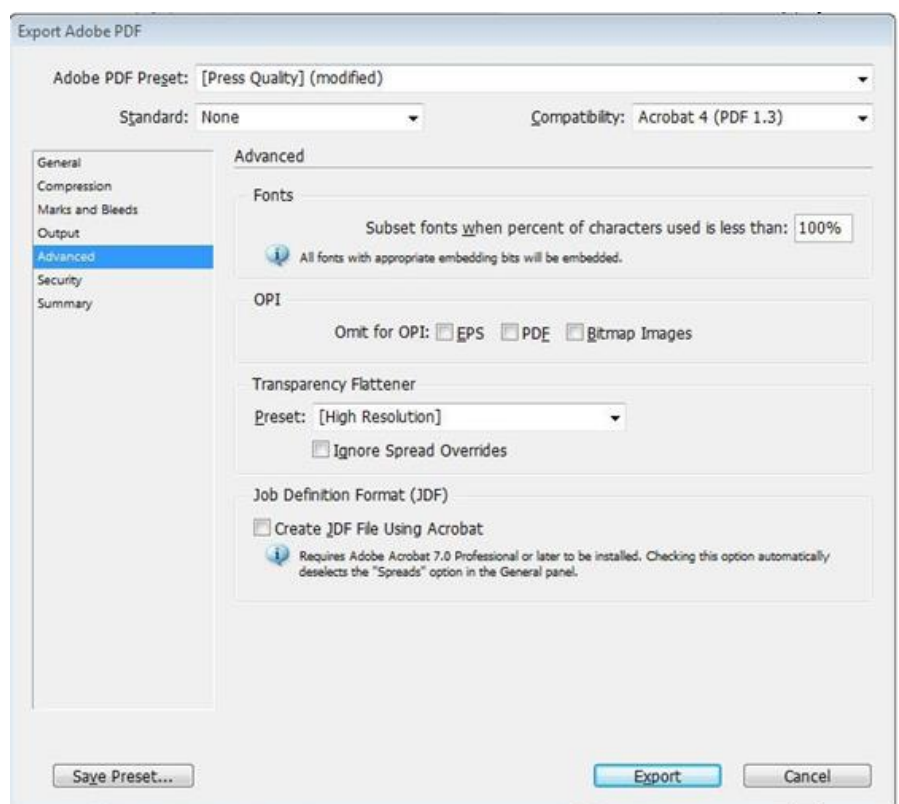 Export Adobe PDF
Adobe PDF Preset: [Press Quality] (modified)
Standard: None Compatibility: Acrobat 4 (PDF 1.3)
General
Compression
Marks and Bleeds
Output
Advanced
Security
Summary
Advanced
Fonts
Subset fonts when percent of characters used is less than: 100%
All fonts with appropriate embedding bits will be embedded.
OPI
Omit for OPI: EPS PDF Bitmap Images
Transparency Flattener
Preset: [High Resolution]
Ignore Spread Overrides
Job Definition Format (JDF)
Create JDF File Using Acrobat
Requires Adobe Acrobat 7.0 Professional or later to be installed. Checking this option automatically
deselects the "Spreads" option in the General panel.
Save Preset... Export Cancel